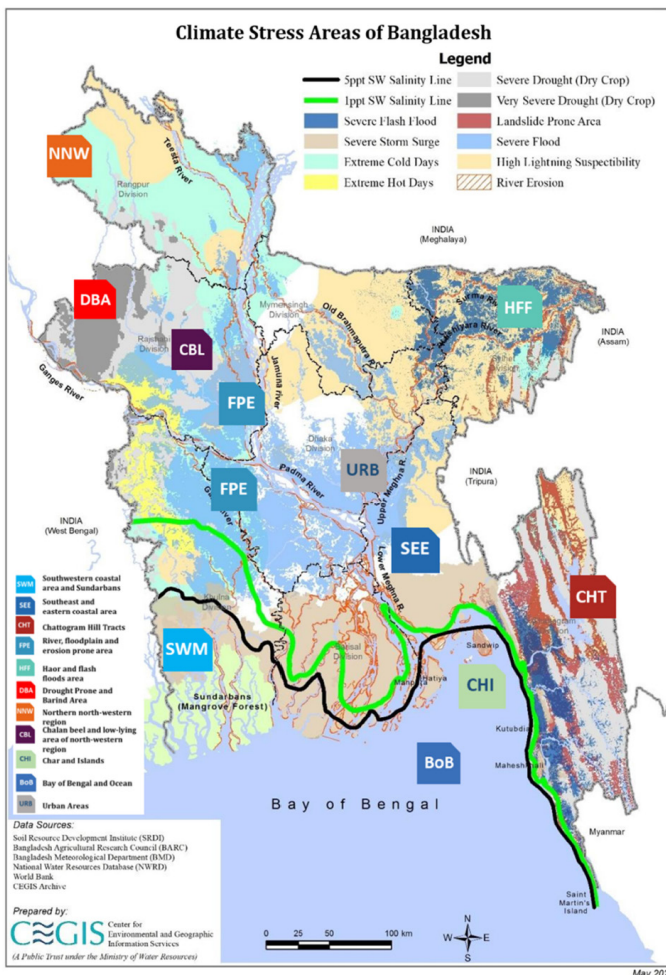 Climate Stress Areas of Bangladesh
Legend
5ppt SW Salinity Line
Severe Drought (Dry Crop)
1ppt SW Salinity Line
Very Severe Drought (Dry Crop)
Severe Flash Flood
Landslide Prone Area
Severe Storm Surge
Severe Flood
Extreme Cold Days
High Lightning Suspectibility
Extreme Hot Days
River Erosion
NNW
Teesta River
Rangpur
Division
INDIA
(Meghalaya)
DBA
Mymensingh
Division
Old Brahmaputra R.
Surma
HFF
INDIA
(Assam)
Rajshahi
Division
CBL
Jamuna river
Division
Ganges River
FPE
Dhaka
Division
URB
Padma River
FPE
River
Upper Meghna R.
INDIA
(Tripura)
INDIA
(West Bengal)
SEE
Lower Meghna R.
Khulna
Division
SWM
Division
CHT
Sandwip
Hatiya
Sundarbans
(Mangrove Forest)
CHI
Kutubdia
BoB
Bay of Bengal
Myanmar
Saint
Martin's
Island
SWM
Southwestern coastal
area and Sundarbans
SEE
Southeast and
eastern coastal area
CHT
Chattogram Hill Tracts
FPE
River, floodplain and
erosion prone area
HFF
Haor and flash
floods area
DBA
Drought Prone and
Barind Area
NNW
Northern north-western
region
CBL
Chalan beel and low-lying
area of north-western
region
CHI
Char and Islands
BoB
Bay of Bengal and Ocean
URB
Urban Areas
Data Sources:
Soil Resource Development Institute (SRDI)
Bangladesh Agricultural Research Council (BARC)
Bangladesh Meteorological Department (BMD)
National Water Resources Database (NWRD)
World Bank
CEGIS Archive
Prepared by:
CEGIS
Center for
Environmental and Geographic
Information Services
(A Public Trust under the Ministry of Water Resources)
0 25 50 100 km
N
W E
S
May